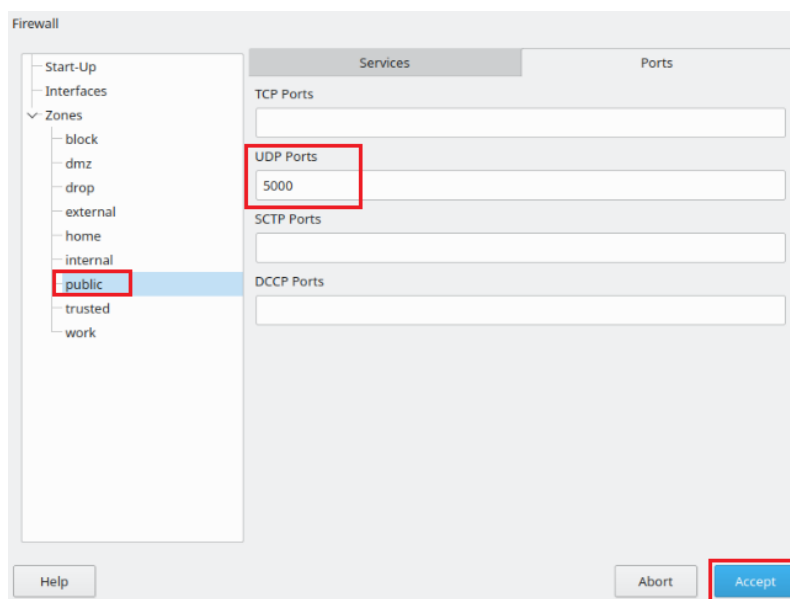 Firewall
Start-Up
Interfaces
Zones
block
dmz
drop
external
home
internal
public
trusted
work
Services
Ports
TCP Ports
UDP Ports
5000
SCTP Ports
DCCP Ports
Help
Abort
Accept